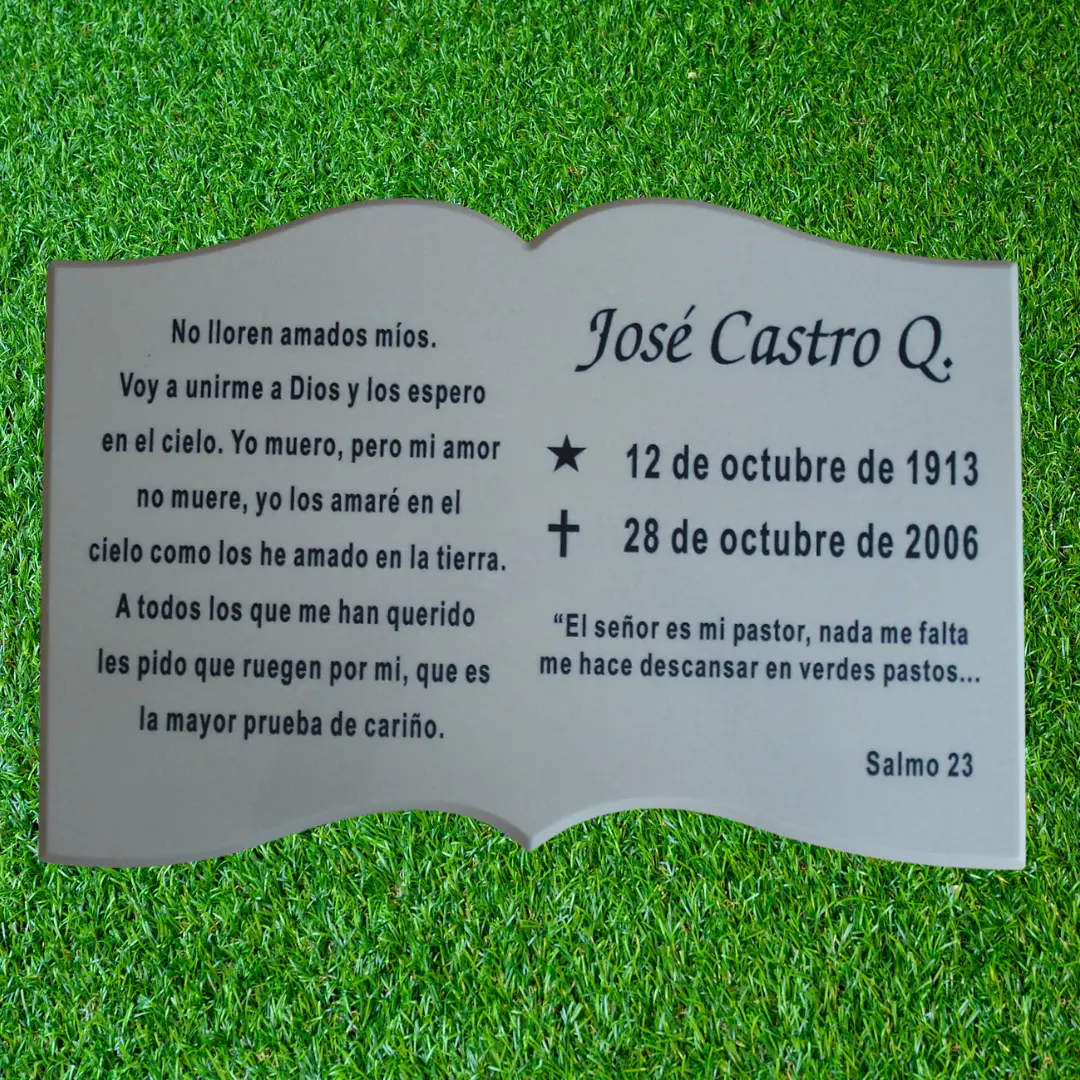 No lloren amados míos.
Voy a unirme a Dios y los espero
en el cielo. Yo muero, pero mi amor
no muere, yo los amaré en el
cielo como los he amado en la tierra.
A todos los que me han querido
les pido que ruegen por mi, que es
la mayor prueba de cariño.
José Castro Q.
★ 12 de octubre de 1913
✝ 28 de octubre de 2006
“El señor es mi pastor, nada me falta
me hace descansar en verdes pastos...
Salmo 23